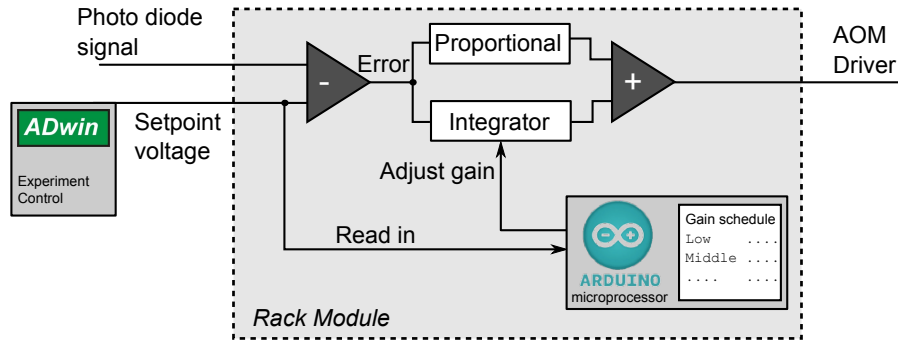 Photo diode
signal
Proportional
AOM
Driver
Error
-
+
ADwin
Setpoint
voltage
Integrator
Experiment
Control
Adjust gain
Gain schedule
Low ....
Middle ....
.... ....
Read in
ARDUINO
microprocessor
Rack Module